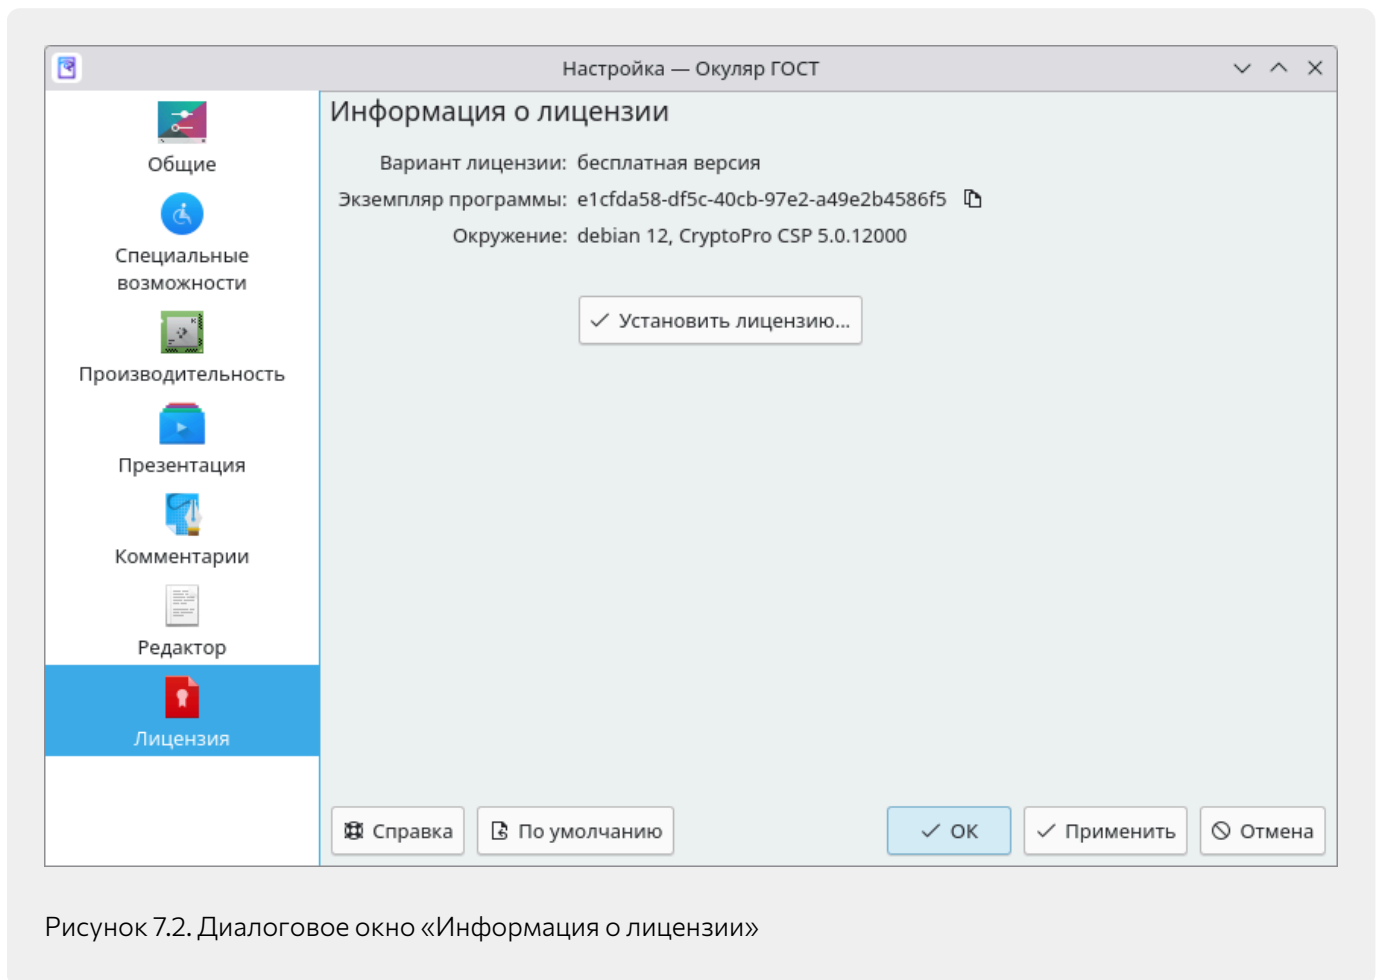 Настройка — Окуляр ГОСТ
Общие
Специальные
возможности
Производительность
Презентация
Комментарии
Редактор
Лицензия
Информация о лицензии
Вариант лицензии: бесплатная версия
Экземпляр программы: e1cfda58-df5c-40cb-97e2-a49e2b4586f5
Окружение: debian 12, CryptoPro CSP 5.0.12000
Установить лицензию...
Справка
По умолчанию
ОК
Применить
Отмена
Рисунок 7.2. Диалоговое окно «Информация о лицензии»